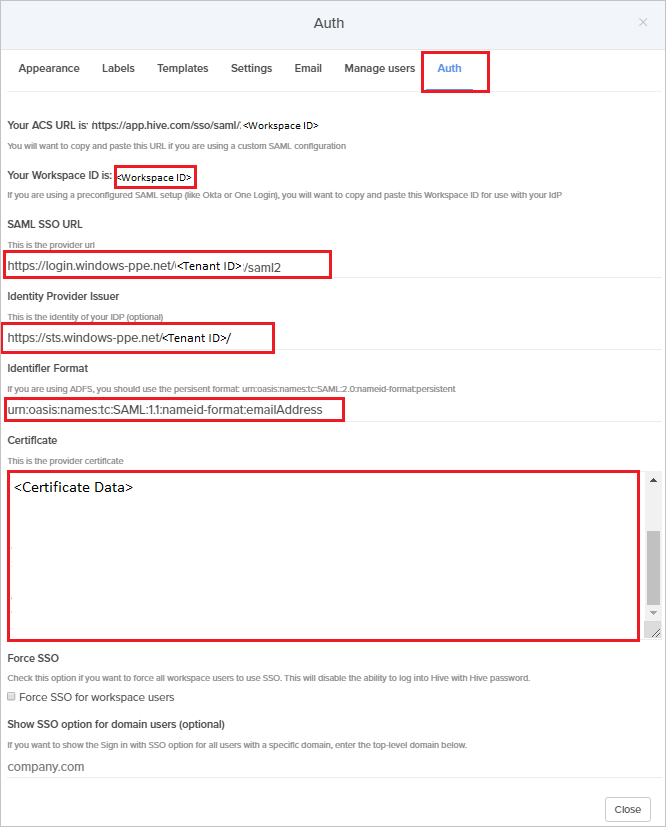 Auth
×
Appearance Labels Templates Settings Email Manage users Auth
Your ACS URL is: https://app.hive.com/sso/saml/<Workspace ID>
You will want to copy and paste this URL if you are using a custom SAML configuration
Your Workspace ID is: <Workspace ID>
If you are using a preconfigured SAML setup (like Okta or One Login), you will want to copy and paste this Workspace ID for use with your IdP
SAML SSO URL
This is the provider url
https://login.windows-ppe.net/<Tenant ID>/saml2
Identity Provider Issuer
This is the identity of your IDP (optional)
https://sts.windows-ppe.net/<Tenant ID>/
Identifier Format
If you are using ADFS, you should use the persisent format: urn:oasis:names:tc:SAML:2.0:nameid-format:persistent
urn:oasis:names:tc:SAML:1.1:nameid-format:emailAddress
Certificate
This is the provider certificate
<Certificate Data>
Force SSO
Check this option if you want to force all workspace users to use SSO. This will disable the ability to log into Hive with Hive password.
Force SSO for workspace users
Show SSO option for domain users (optional)
If you want to show the Sign in with SSO option for all users with a specific domain, enter the top-level domain below.
company.com
Close